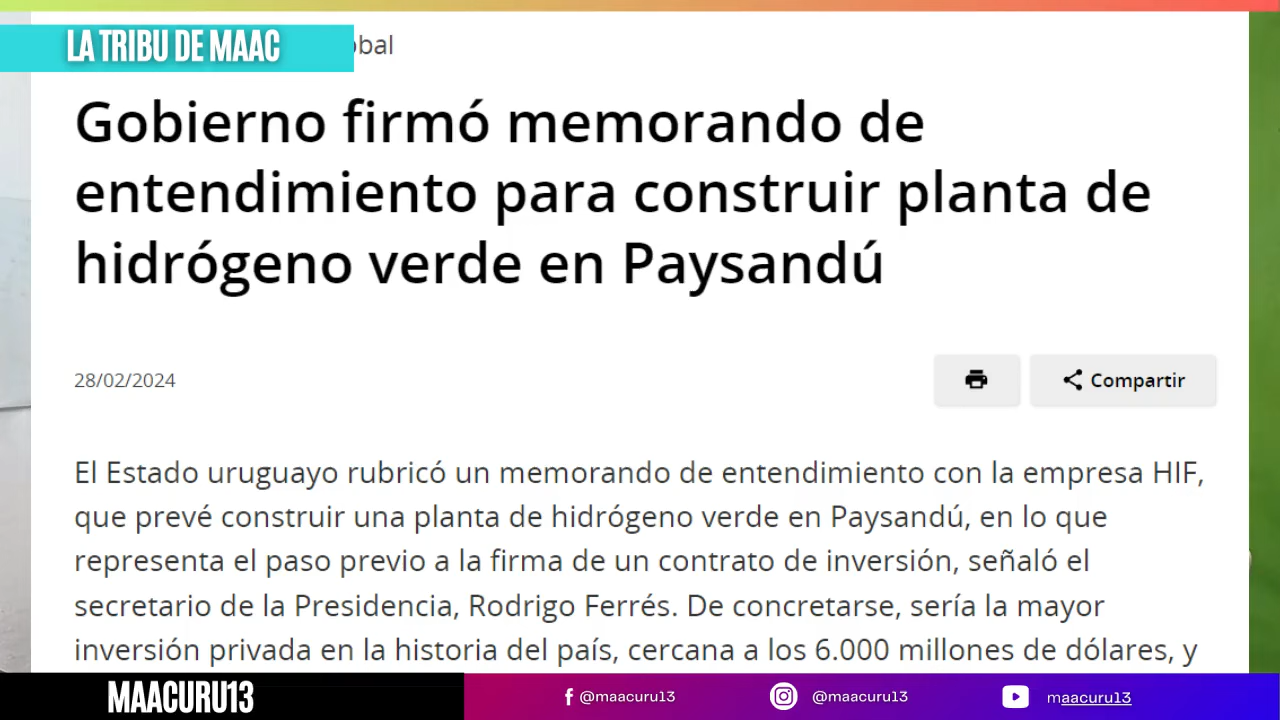 LA TRIBU DE MAAC
Gobierno firmó memorando de
entendimiento para construir planta de
hidrógeno verde en Paysandú
28/02/2024
Compartir
El Estado uruguayo rubricó un memorando de entendimiento con la empresa HIF,
que prevé construir una planta de hidrógeno verde en Paysandú, en lo que
representa el paso previo a la firma de un contrato de inversión, señaló el
secretario de la Presidencia, Rodrigo Ferrés. De concretarse, sería la mayor
inversión privada en la historia del país, cercana a los 6.000 millones de dólares, y
MAACURU13
@maacuru13
@maacuru13
maacuru13